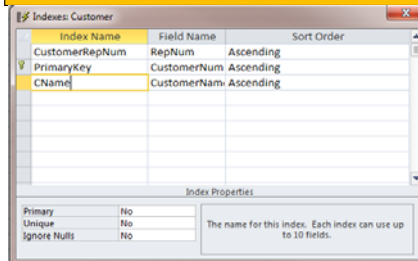 Indexes: Customer
Index Name Field Name Sort Order
CustomerRepNum RepNum Ascending
PrimaryKey CustomerNum Ascending
CName CustomerNam Ascending
Index Properties
Primary No
Unique No
Ignore Nulls No
The name for this index. Each index can use up
to 10 fields.